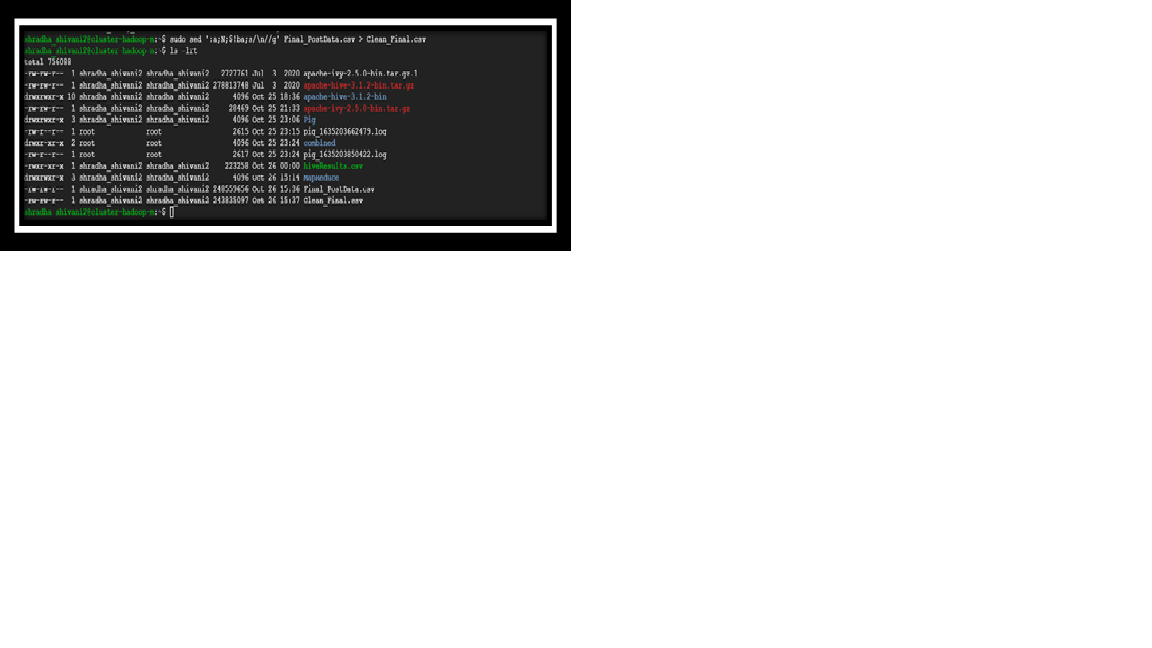 shradha_shivani2@cluster-hadoop-m:~$ sudo sed ':a;N;$!ba;s/\n//g' Final_PostData.csv > Clean_Final.csv
shradha_shivani2@cluster-hadoop-m:~$ ls -lrt
total 756088
-rw-rw-r-- 1 shradha_shivani2 shradha_shivani2 2727761 Jul 3 2020 apache-ivy-2.5.0-bin.tar.gz.1
-rw-rw-r-- 1 shradha_shivani2 shradha_shivani2 278813748 Jul 3 2020 apache-hive-3.1.2-bin.tar.gz
drwxrwxr-x 10 shradha_shivani2 shradha_shivani2 4096 Oct 25 18:36 apache-hive-3.1.2-bin
-rw-rw-r-- 1 shradha_shivani2 shradha_shivani2 28469 Oct 25 21:33 apache-ivy-2.5.0-bin.tar.gz
drwxrwxr-x 3 shradha_shivani2 shradha_shivani2 4096 Oct 25 23:06 Pig
-rw-r--r-- 1 root root 2615 Oct 25 23:15 pig_1635203662479.log
drwxr-xr-x 2 root root 4096 Oct 25 23:24 combined
-rw-r--r-- 1 root root 2617 Oct 25 23:24 pig_1635203850422.log
-rwxr-xr-x 1 shradha_shivani2 shradha_shivani2 223258 Oct 26 00:00 hiveResults.csv
drwxrwxr-x 3 shradha_shivani2 shradha_shivani2 4096 Oct 26 15:14 MapReduce
-rw-rw-r-- 1 shradha_shivani2 shradha_shivani2 248559656 Oct 26 15:36 Final_PostData.csv
-rw-rw-r-- 1 shradha_shivani2 shradha_shivani2 243835097 Oct 26 15:37 Clean_Final.csv
shradha_shivani2@cluster-hadoop-m:~$